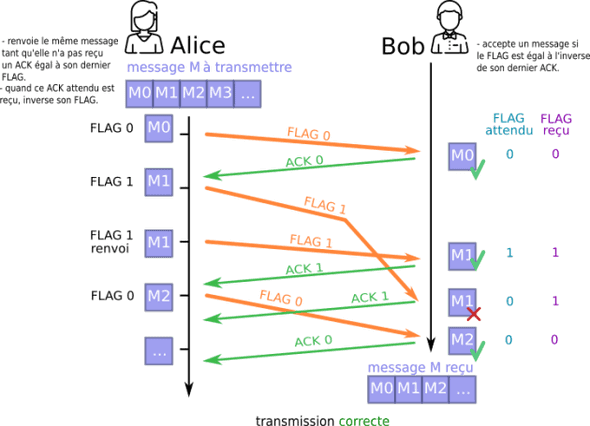 Alice
Bob
- renvoie le même message
tant qu'elle n'a pas reçu
un ACK égal à son dernier
FLAG.
- quand ce ACK attendu est
reçu, inverse son FLAG.
- accepte un message si
le FLAG est égal à l'inverse
de son dernier ACK.
message M à transmettre
M0 M1 M2 M3 ...
FLAG attendu
FLAG reçu
FLAG 0
M0
FLAG 0
M0
0
0
ACK 0
FLAG 1
M1
FLAG 1
FLAG 1
renvoi
M1
FLAG 1
M1
1
1
ACK 1
FLAG 0
M2
FLAG 0
ACK 1
M1
0
1
M2
0
0
ACK 0
...
message M reçu
M0 M1 M2 ...
transmission correcte